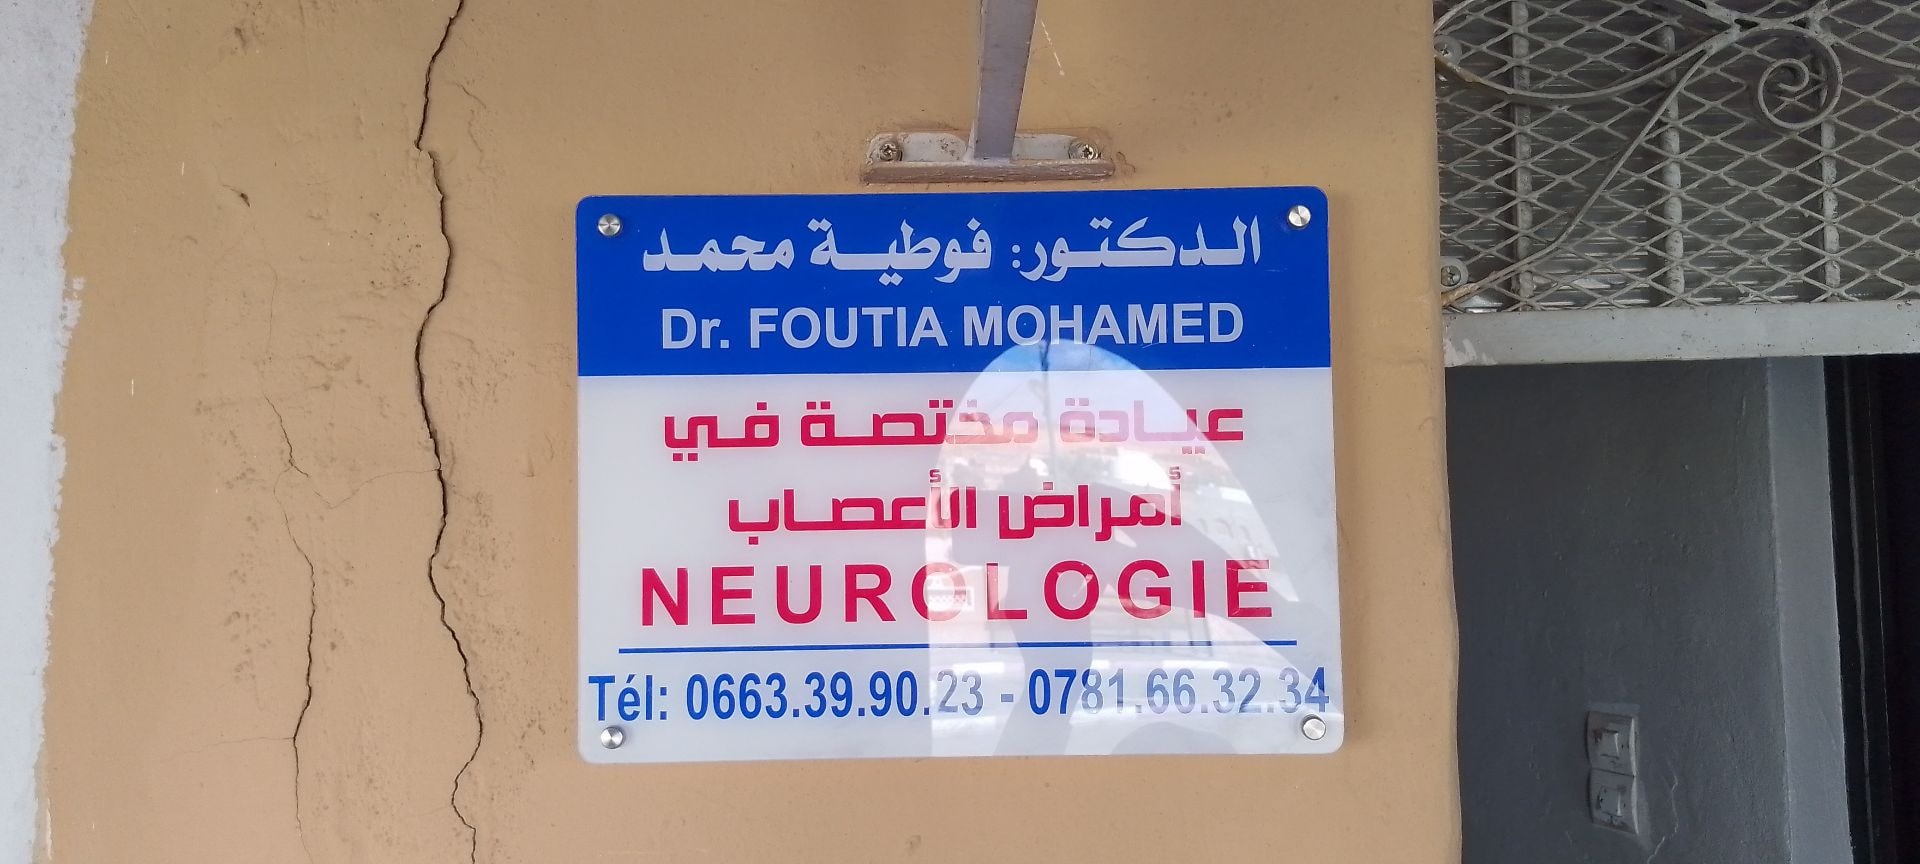 الدكتور: فوطية محمد
Dr. FOUTIA MOHAMED
عيادة مختصة في
أمراض الأعصاب
NEUROLOGIE
Tél: 0663.39.90.23 - 0781.66.32.34